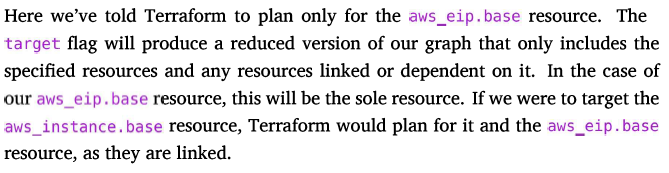 Here we've told Terraform to plan only for the aws_eip.base resource. The
target flag will produce a reduced version of our graph that only includes the
specified resources and any resources linked or dependent on it. In the case of
our aws_eip.base resource, this will be the sole resource. If we were to target the
aws_instance.base resource, Terraform would plan for it and the aws_eip.base
resource, as they are linked.